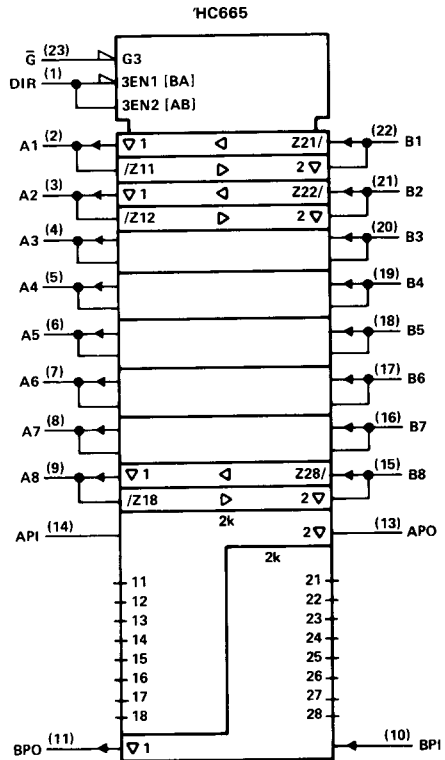 'HC665
G̅ (23) G3
DIR (1) 3EN1 [BA]
3EN2 [AB]
A1 (2) ▽ 1 ◁ Z21/ (22) B1
/Z11 ▷ 2 ▽
A2 (3) ▽ 1 ◁ Z22/ (21) B2
/Z12 ▷ 2 ▽
A3 (4) (20) B3
A4 (5) (19) B4
A5 (6) (18) B5
A6 (7) (17) B6
A7 (8) (16) B7
A8 (9) ▽ 1 ◁ Z28/ (15) B8
/Z18 ▷ 2 ▽
2k
API (14) 2 ▽ (13) APO
2k
11 21
12 22
13 23
14 24
15 25
16 26
17 27
18 28
BPO (11) ▽ 1 (10) BPI